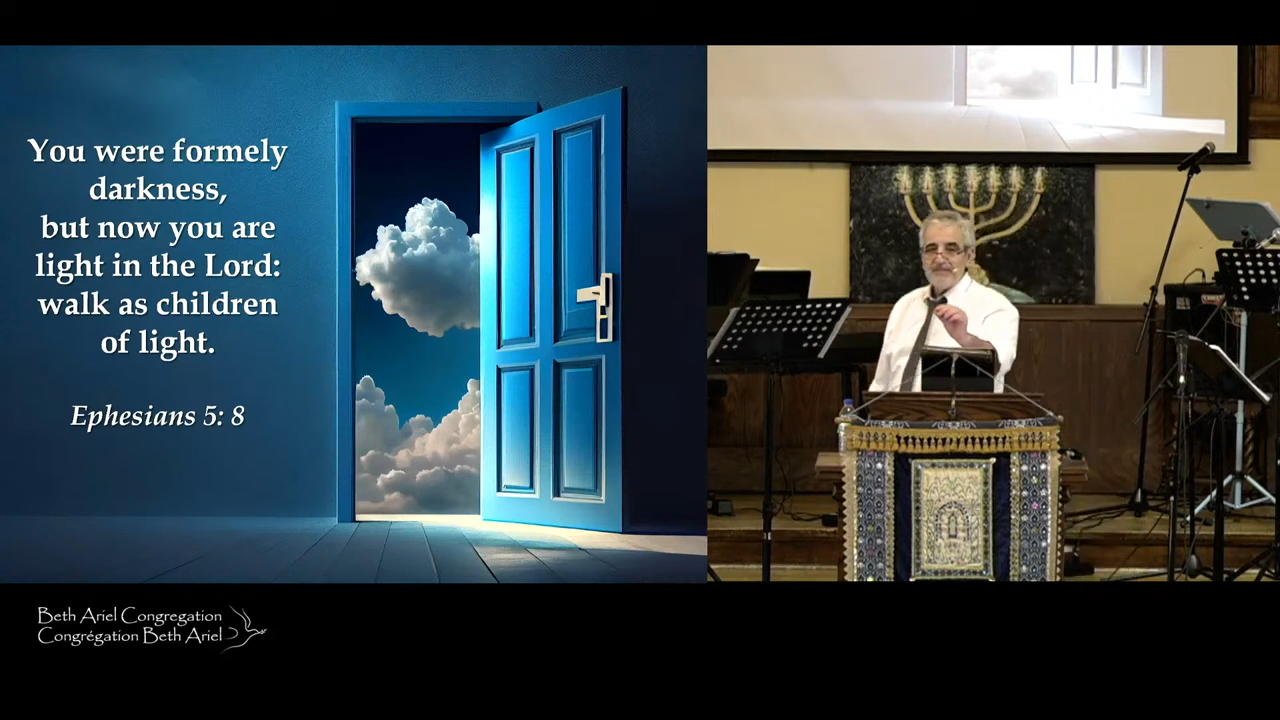 You were formely
darkness,
but now you are
light in the Lord:
walk as children
of light.
Ephesians 5: 8
Beth Ariel Congregation
Congrégation Beth Ariel